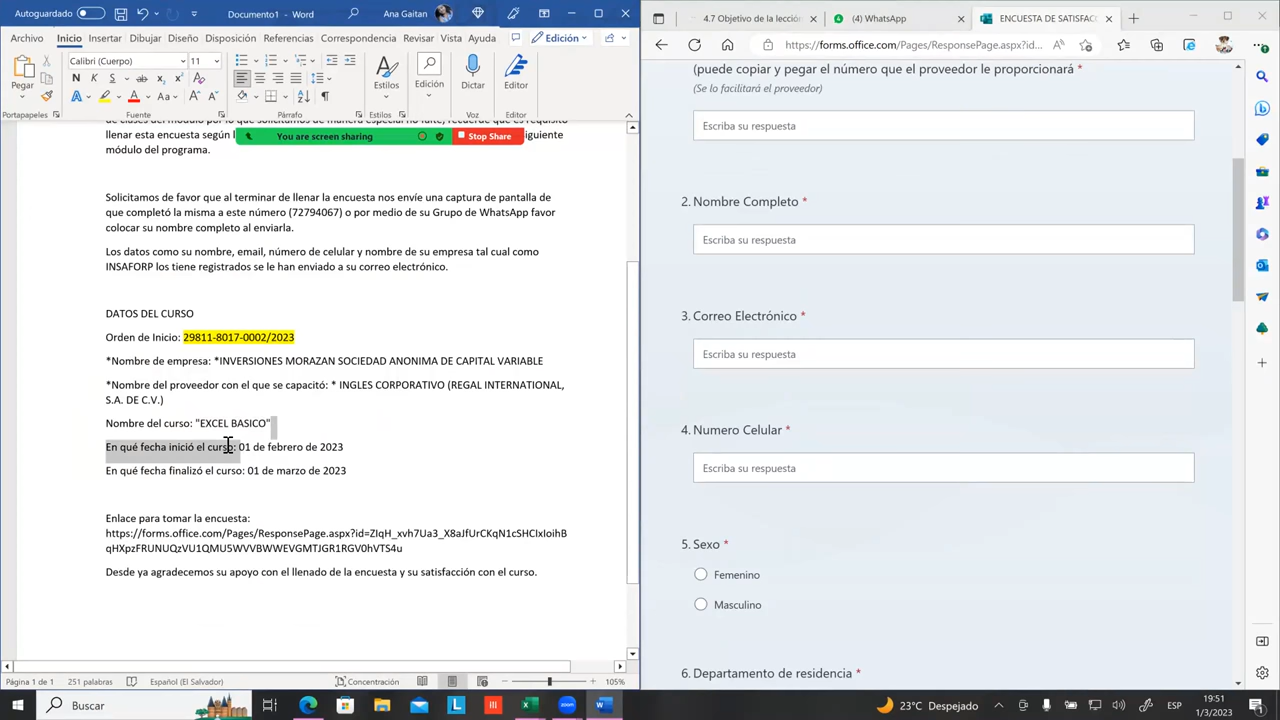 Autoguardado
Ana Gaitan
Archivo Inicio Insertar Dibujar Diseño Disposición Referencias Correspondencia Revisar Vista Ayuda
Edición
Pegar
Calibri (Cuerpo) 11
N K S
Estilos
Edición
Dictar
Editor
Portapapeles Fuente Párrafo Estilos Voz Editor
You are screen sharing Stop Share
llenar esta encuesta según l
iguiente
módulo del programa.
Solicitamos de favor que al terminar de llenar la encuesta nos envíe una captura de pantalla de
que completó la misma a este número (72794067) o por medio de su Grupo de WhatsApp favor
colocar su nombre completo al enviarla.
Los datos como su nombre, email, número de celular y nombre de su empresa tal cual como
INSAFORP los tiene registrados se le han enviado a su correo electrónico.
DATOS DEL CURSO
Orden de Inicio: 29811-8017-0002/2023
*Nombre de empresa: *INVERSIONES MORAZAN SOCIEDAD ANONIMA DE CAPITAL VARIABLE
*Nombre del proveedor con el que se capacitó: * INGLES CORPORATIVO (REGAL INTERNATIONAL,
S.A. DE C.V.)
Nombre del curso: "EXCEL BASICO"
En qué fecha inició el curso: 01 de febrero de 2023
En qué fecha finalizó el curso: 01 de marzo de 2023
Enlace para tomar la encuesta:
https://forms.office.com/Pages/ResponsePage.aspx?id=ZIqH_xvh7Ua3_X8aJfUrCKqN1cSHCIxIoihB
qHXpzFRUNUQzVU1QMU5WVVBWWEVGMTJGR1RGV0hVTS4u
Desde ya agradecemos su apoyo con el llenado de la encuesta y su satisfacción con el curso.
Página 1 de 1 251 palabras Español (El Salvador) Concentración 105%
4.7 Objetivo de la lecció
(4) WhatsApp
ENCUESTA DE SATISFAC
https://forms.office.com/Pages/ResponsePage.aspx?id...
(puede copiar y pegar el número que el proveedor le proporcionará *
(Se lo facilitará el proveedor)
Escriba su respuesta
2. Nombre Completo *
Escriba su respuesta
3. Correo Electrónico *
Escriba su respuesta
4. Numero Celular *
Escriba su respuesta
5. Sexo *
Femenino
Masculino
6. Departamento de residencia *
Buscar
23°C Despejado
ESP
19:51
1/3/2023